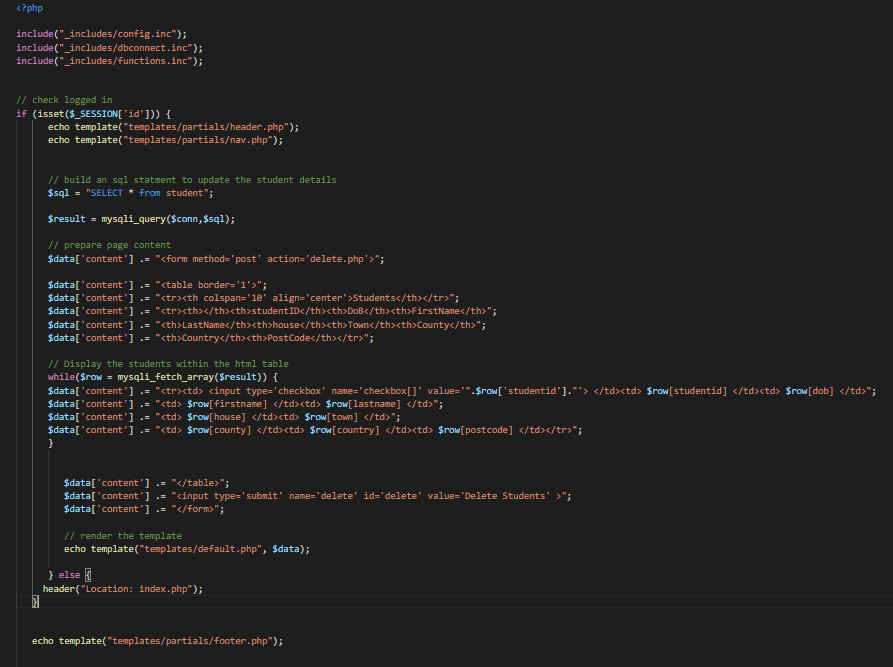 <?php
include("_includes/config.inc");
include("_includes/dbconnect.inc");
include("_includes/functions.inc");
// check logged in
if (isset($_SESSION['id'])) {
echo template("templates/partials/header.php");
echo template("templates/partials/nav.php");
// build an sql statment to update the student details
$sql = "SELECT * from student";
$result = mysqli_query($conn,$sql);
// prepare page content
$data['content'] .= "<form method='post' action='delete.php'>";
$data['content'] .= "<table border='1'>";
$data['content'] .= "<tr><th colspan='10' align='center'>Students</th></tr>";
$data['content'] .= "<tr><th></th><th>studentID</th><th>DoB</th><th>FirstName</th>";
$data['content'] .= "<th>LastName</th><th>house</th><th>Town</th><th>County</th>";
$data['content'] .= "<th>Country</th><th>PostCode</th></tr>";
// Display the students within the html table
while($row = mysqli_fetch_array($result)) {
$data['content'] .= "<tr><td> <input type='checkbox' name='checkbox[]' value='".$row['studentid']."'> </td><td> $row[studentid] </td><td> $row[dob] </td>";
$data['content'] .= "<td> $row[firstname] </td><td> $row[lastname] </td>";
$data['content'] .= "<td> $row[house] </td><td> $row[town] </td>";
$data['content'] .= "<td> $row[county] </td><td> $row[country] </td><td> $row[postcode] </td></tr>";
}
$data['content'] .= "</table>";
$data['content'] .= "<input type='submit' name='delete' id='delete' value='Delete Students' >";
$data['content'] .= "</form>";
// render the template
echo template("templates/default.php", $data);
} else {
header("Location: index.php");
}
echo template("templates/partials/footer.php");